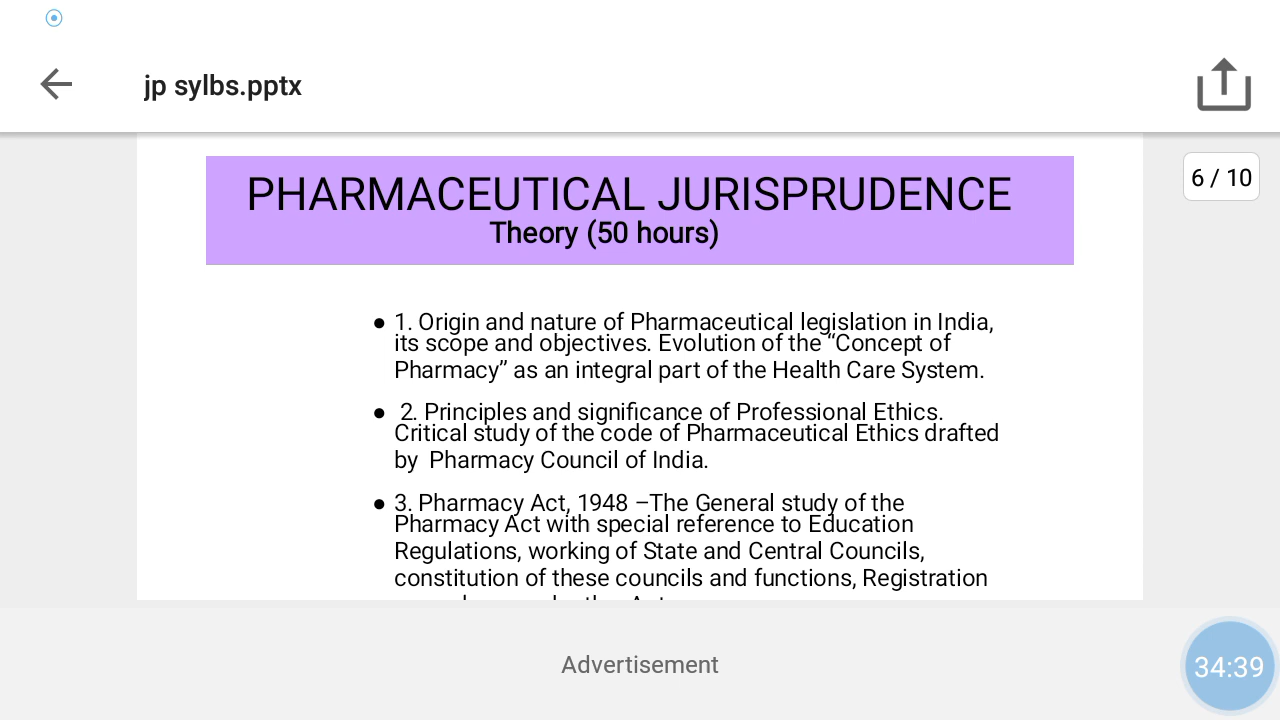 jp sylbs.pptx
6 / 10
PHARMACEUTICAL JURISPRUDENCE
Theory (50 hours)
● 1. Origin and nature of Pharmaceutical legislation in India,
its scope and objectives. Evolution of the “Concept of
Pharmacy” as an integral part of the Health Care System.
● 2. Principles and significance of Professional Ethics.
Critical study of the code of Pharmaceutical Ethics drafted
by Pharmacy Council of India.
● 3. Pharmacy Act, 1948 –The General study of the
Pharmacy Act with special reference to Education
Regulations, working of State and Central Councils,
constitution of these councils and functions, Registration
Advertisement
34:39